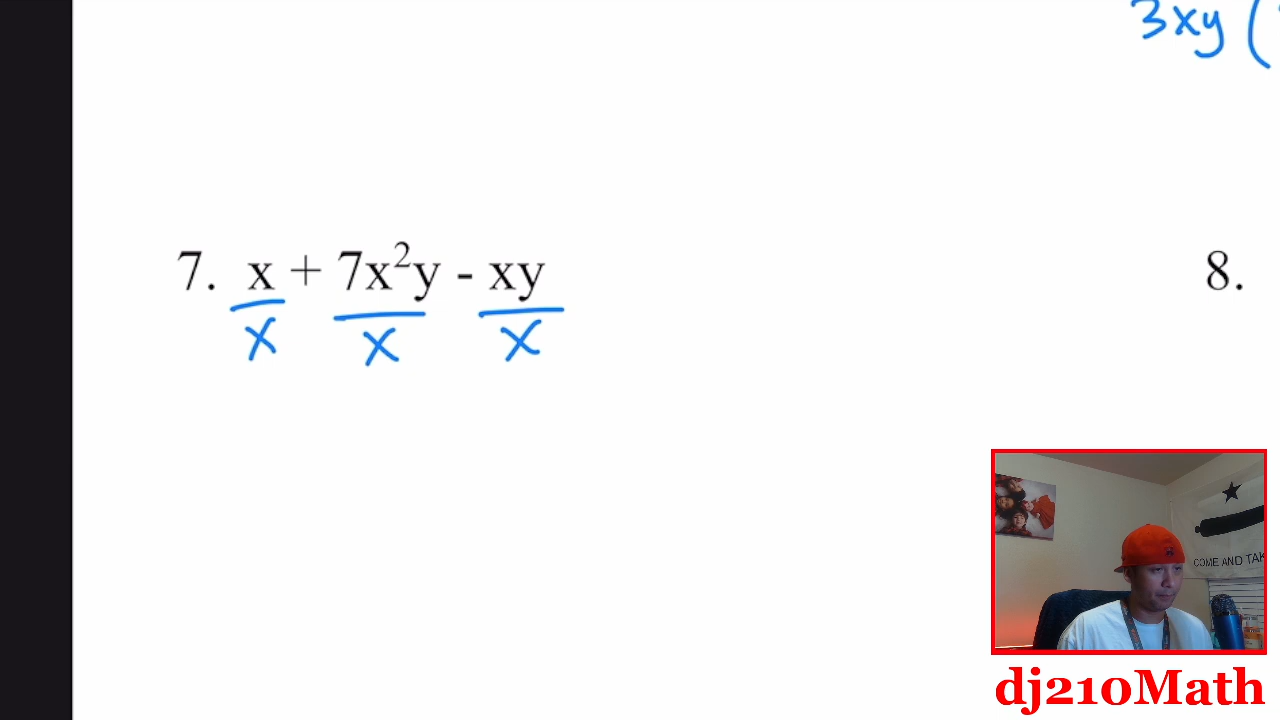 3xy (
7. x + 7x²y - xy
x x x
8.
COME AND TAK
dj210Math